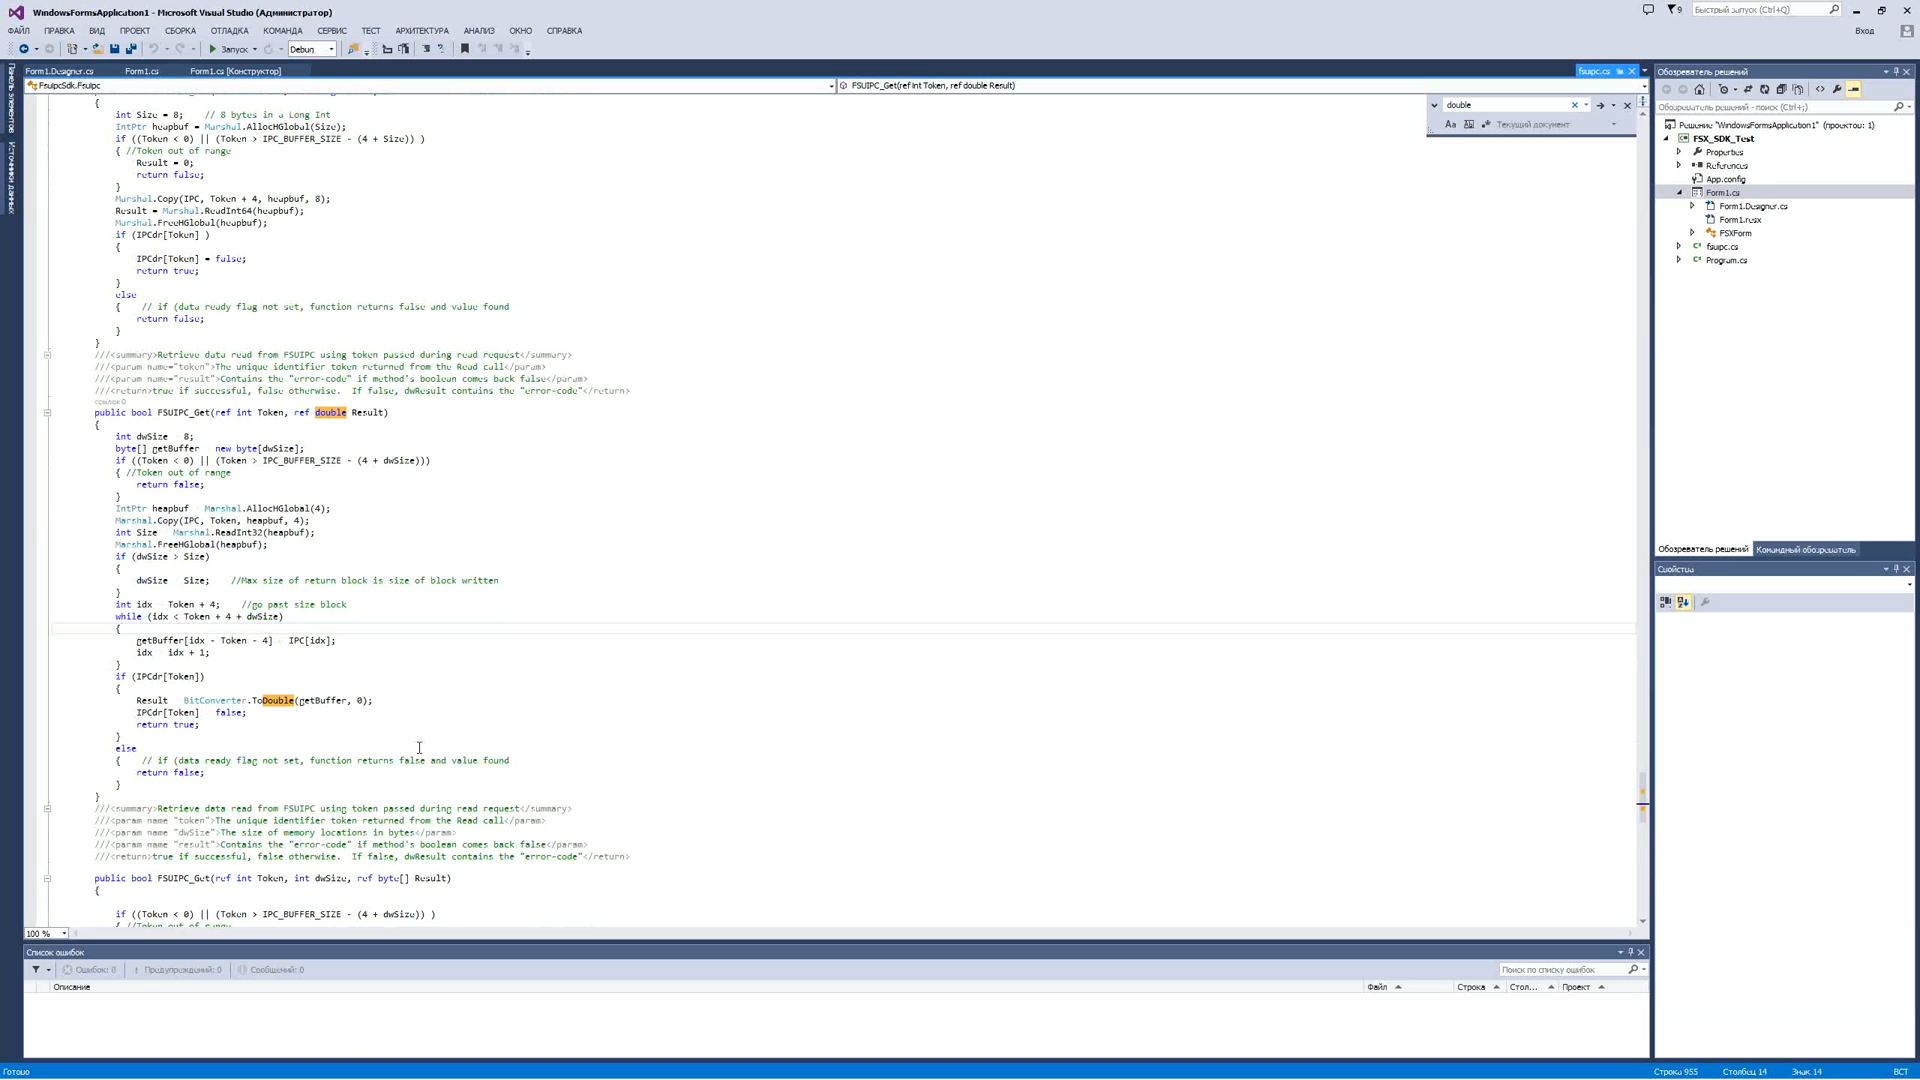 WindowsFormsApplication1 - Microsoft Visual Studio (Администратор)
9
Быстрый запуск (Ctrl+Q)
ФАЙЛ ПРАВКА ВИД ПРОЕКТ СБОРКА ОТЛАДКА КОМАНДА СЕРВИС ТЕСТ АРХИТЕКТУРА АНАЛИЗ ОКНО СПРАВКА
Вход
Запуск Debug
Панель элементов
Источники данных
Form1.Designer.cs Form1.cs Form1.cs [Конструктор] fsuipc.cs
FsuipcSdk.Fsuipc FSUIPC_Get(ref int Token, ref double Result)
double
Aa Текущий документ
{
int Size = 8; // 8 bytes in a Long Int
IntPtr heapbuf = Marshal.AllocHGlobal(Size);
if ((Token < 0) || (Token > IPC_BUFFER_SIZE - (4 + Size)) )
{ //Token out of range
Result = 0;
return false;
}
Marshal.Copy(IPC, Token + 4, heapbuf, 8);
Result = Marshal.ReadInt64(heapbuf);
Marshal.FreeHGlobal(heapbuf);
if (IPCdr[Token] )
{
IPCdr[Token] = false;
return true;
}
else
{ // if (data ready flag not set, function returns false and value found
return false;
}
}
///<summary>Retrieve data read from FSUIPC using token passed during read request</summary>
///<param name="token">The unique identifier token returned from the Read call</param>
///<param name="result">Contains the "error-code" if method's boolean comes back false</param>
///<return>true if successful, false otherwise. If false, dwResult contains the "error-code"</return>
ссылок 0
public bool FSUIPC_Get(ref int Token, ref double Result)
{
int dwSize 8;
byte[] getBuffer new byte[dwSize];
if ((Token < 0) || (Token > IPC_BUFFER_SIZE - (4 + dwSize)))
{ //Token out of range
return false;
}
IntPtr heapbuf Marshal.AllocHGlobal(4);
Marshal.Copy(IPC, Token, heapbuf, 4);
int Size Marshal.ReadInt32(heapbuf);
Marshal.FreeHGlobal(heapbuf);
if (dwSize > Size)
{
dwSize Size; //Max size of return block is size of block written
}
int idx Token + 4; //go past size block
while (idx < Token + 4 + dwSize)
{
getBuffer[idx - Token - 4] IPC[idx];
idx idx + 1;
}
if (IPCdr[Token])
{
Result BitConverter.ToDouble(getBuffer, 0);
IPCdr[Token] false;
return true;
}
else
{ // if (data ready flag not set, function returns false and value found
return false;
}
}
///<summary>Retrieve data read from FSUIPC using token passed during read request</summary>
///<param name "token">The unique identifier token returned from the Read call</param>
///<param name "dwSize">The size of memory locations in bytes</param>
///<param name "result">Contains the "error-code" if method's boolean comes back false</param>
///<return>true if successful, false otherwise. If false, dwResult contains the "error-code"</return>
public bool FSUIPC_Get(ref int Token, int dwSize, ref byte[] Result)
{
if ((Token < 0) || (Token > IPC_BUFFER_SIZE - (4 + dwSize)) )
{ //Token out of range
100 %
Обозреватель решений
Обозреватель решений - поиск (Ctrl+;)
Решение "WindowsFormsApplication1" (проектов: 1)
FSX_SDK_Test
Properties
References
App.config
Form1.cs
Form1.Designer.cs
Form1.resx
FSXForm
fsuipc.cs
Program.cs
Обозреватель решений Командный обозреватель
Свойства
Список ошибок
Ошибок: 0 Предупреждений: 0 Сообщений: 0
Поиск по списку ошибок
Описание Файл Строка Стол... Проект
Готово Строка 955 Столбец 14 Знак 14 ВСТ